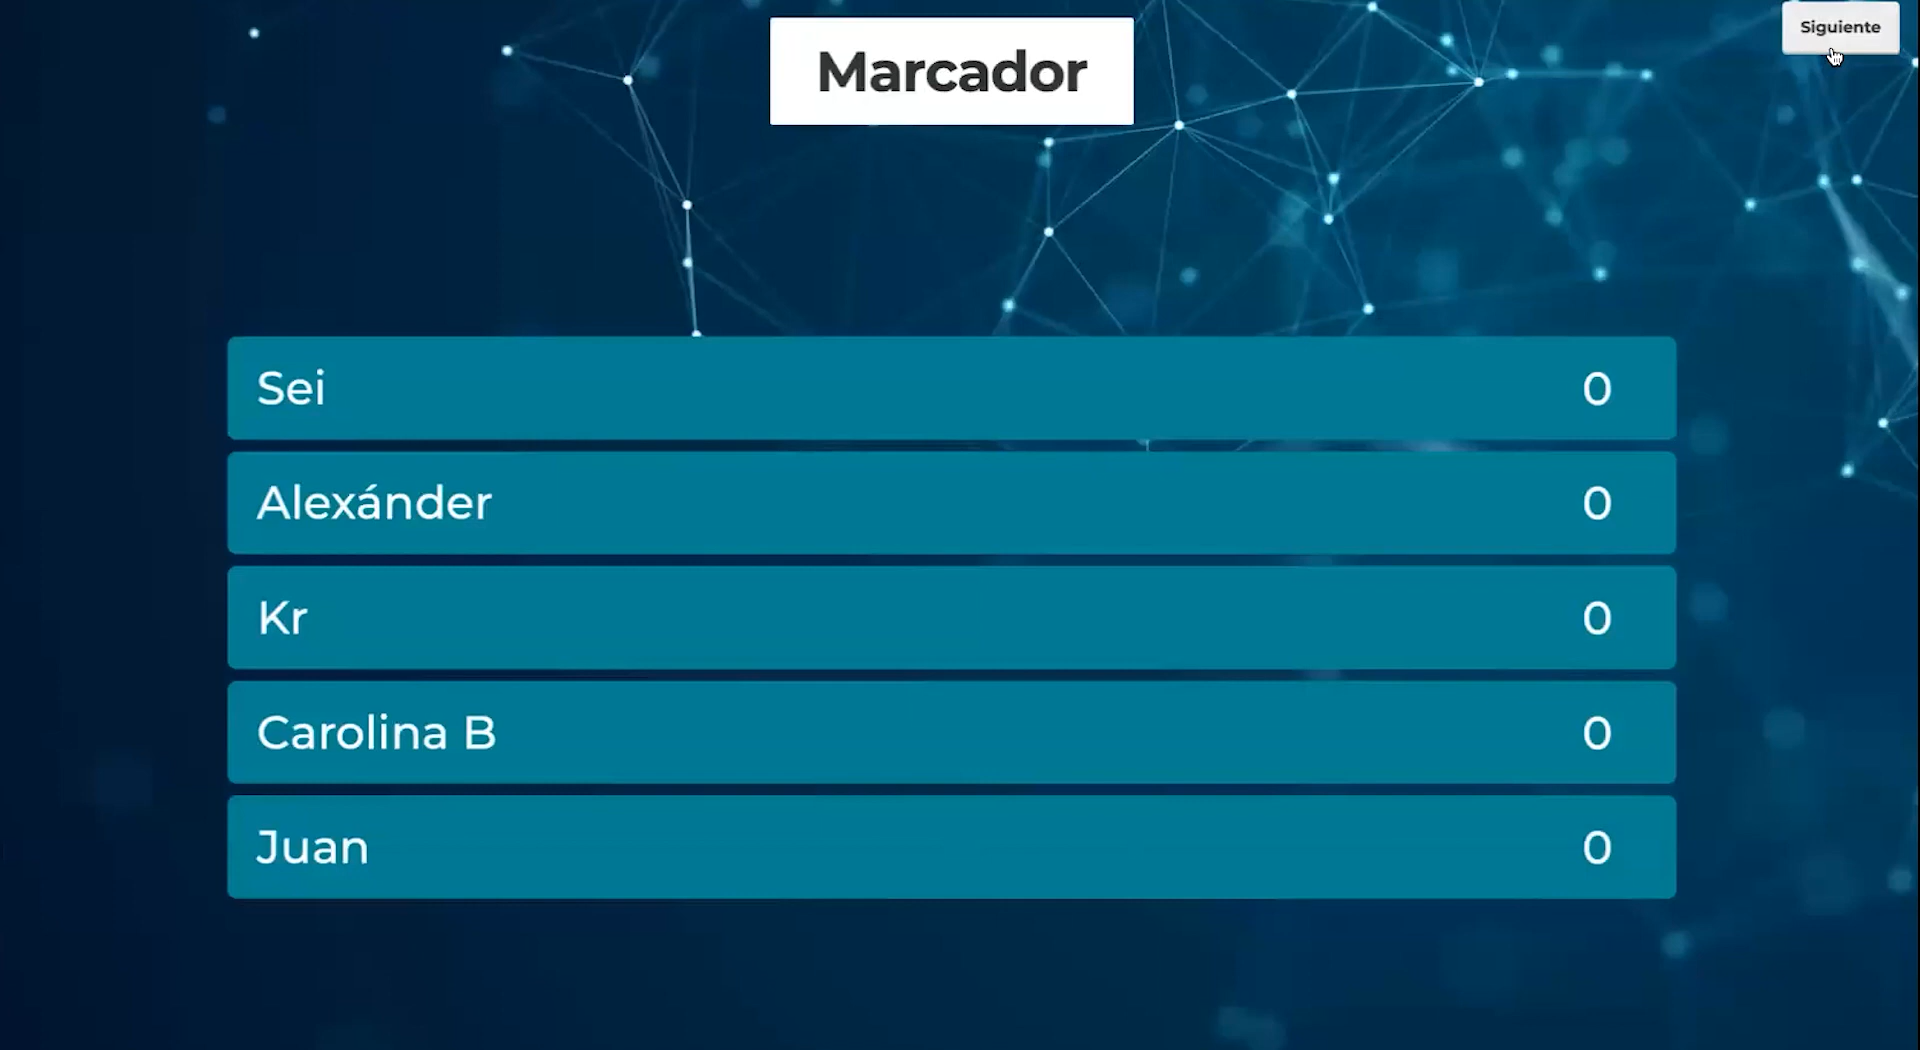 Marcador
Siguiente
Sei 0
Alexánder 0
Kr 0
Carolina B 0
Juan 0